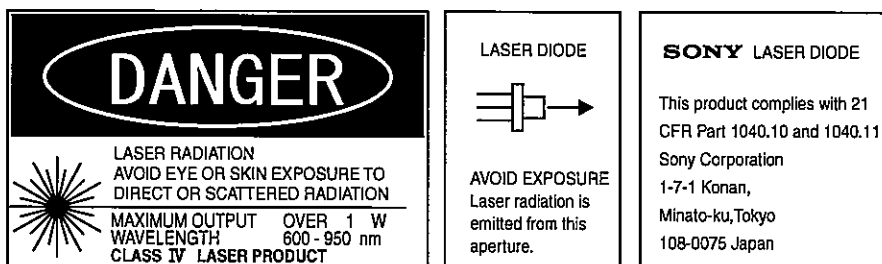 DANGER
LASER RADIATION
AVOID EYE OR SKIN EXPOSURE TO
DIRECT OR SCATTERED RADIATION
MAXIMUM OUTPUT OVER 1 W
WAVELENGTH 600 - 950 nm
CLASS IV LASER PRODUCT
LASER DIODE
AVOID EXPOSURE
Laser radiation is
emitted from this
aperture.
SONY LASER DIODE
This product complies with 21
CFR Part 1040.10 and 1040.11
Sony Corporation
1-7-1 Konan,
Minato-ku,Tokyo
108-0075 Japan